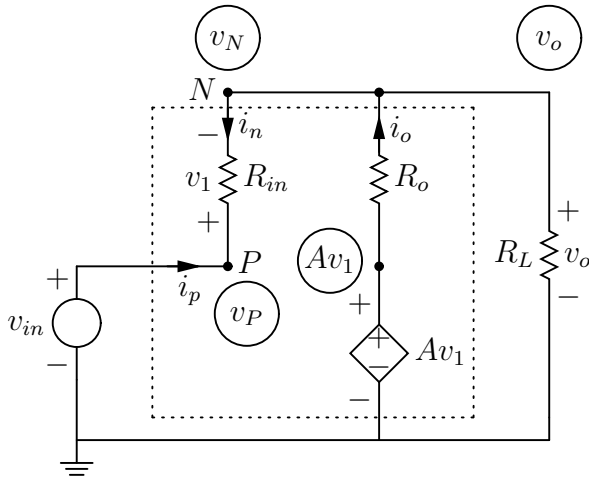 v_N v_o
N
− i_n i_o
v_1 R_in R_o
+ +
Av_1 R_L v_o
+ P −
i_p v_P +
v_in + Av_1
− −
−